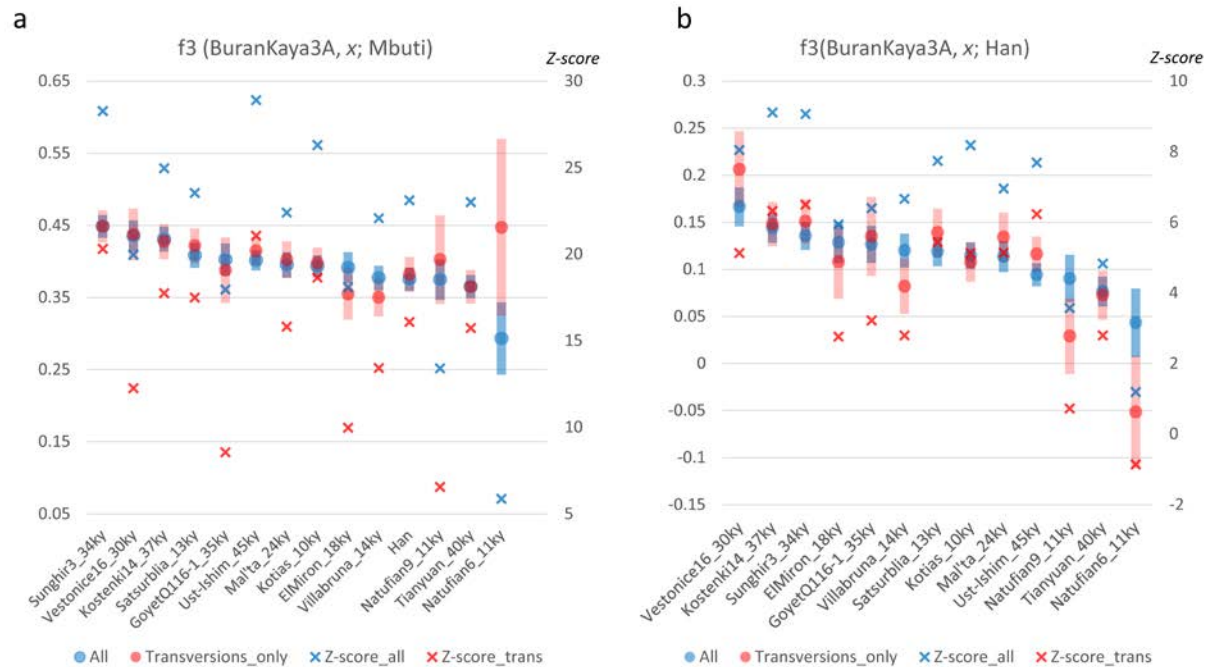 a
f3 (BuranKaya3A, x; Mbuti)
Z-score
0.65
0.55
0.45
0.35
0.25
0.15
0.05
30
25
20
15
10
5
Sunghir3_34ky
Vestonice16_30ky
Kostenki14_37ky
Satsurblia_13ky
GoyetQ116-1_35ky
Ust-Ishim_45ky
Mal'ta_24ky
Kotias_10ky
ElMiron_18ky
Villabruna_14ky
Han
Natufian9_11ky
Tianyuan_40ky
Natufian6_11ky
All Transversions_only Z-score_all Z-score_trans
b
f3(BuranKaya3A, x; Han)
Z-score
0.3
0.25
0.2
0.15
0.1
0.05
0
-0.05
-0.1
-0.15
10
8
6
4
2
0
-2
Vestonice16_30ky
Kostenki14_37ky
Sunghir3_34ky
ElMiron_18ky
GoyetQ116-1_35ky
Villabruna_14ky
Satsurblia_13ky
Kotias_10ky
Mal'ta_24ky
Ust-Ishim_45ky
Natufian9_11ky
Tianyuan_40ky
Natufian6_11ky
All Transversions_only Z-score_all Z-score_trans